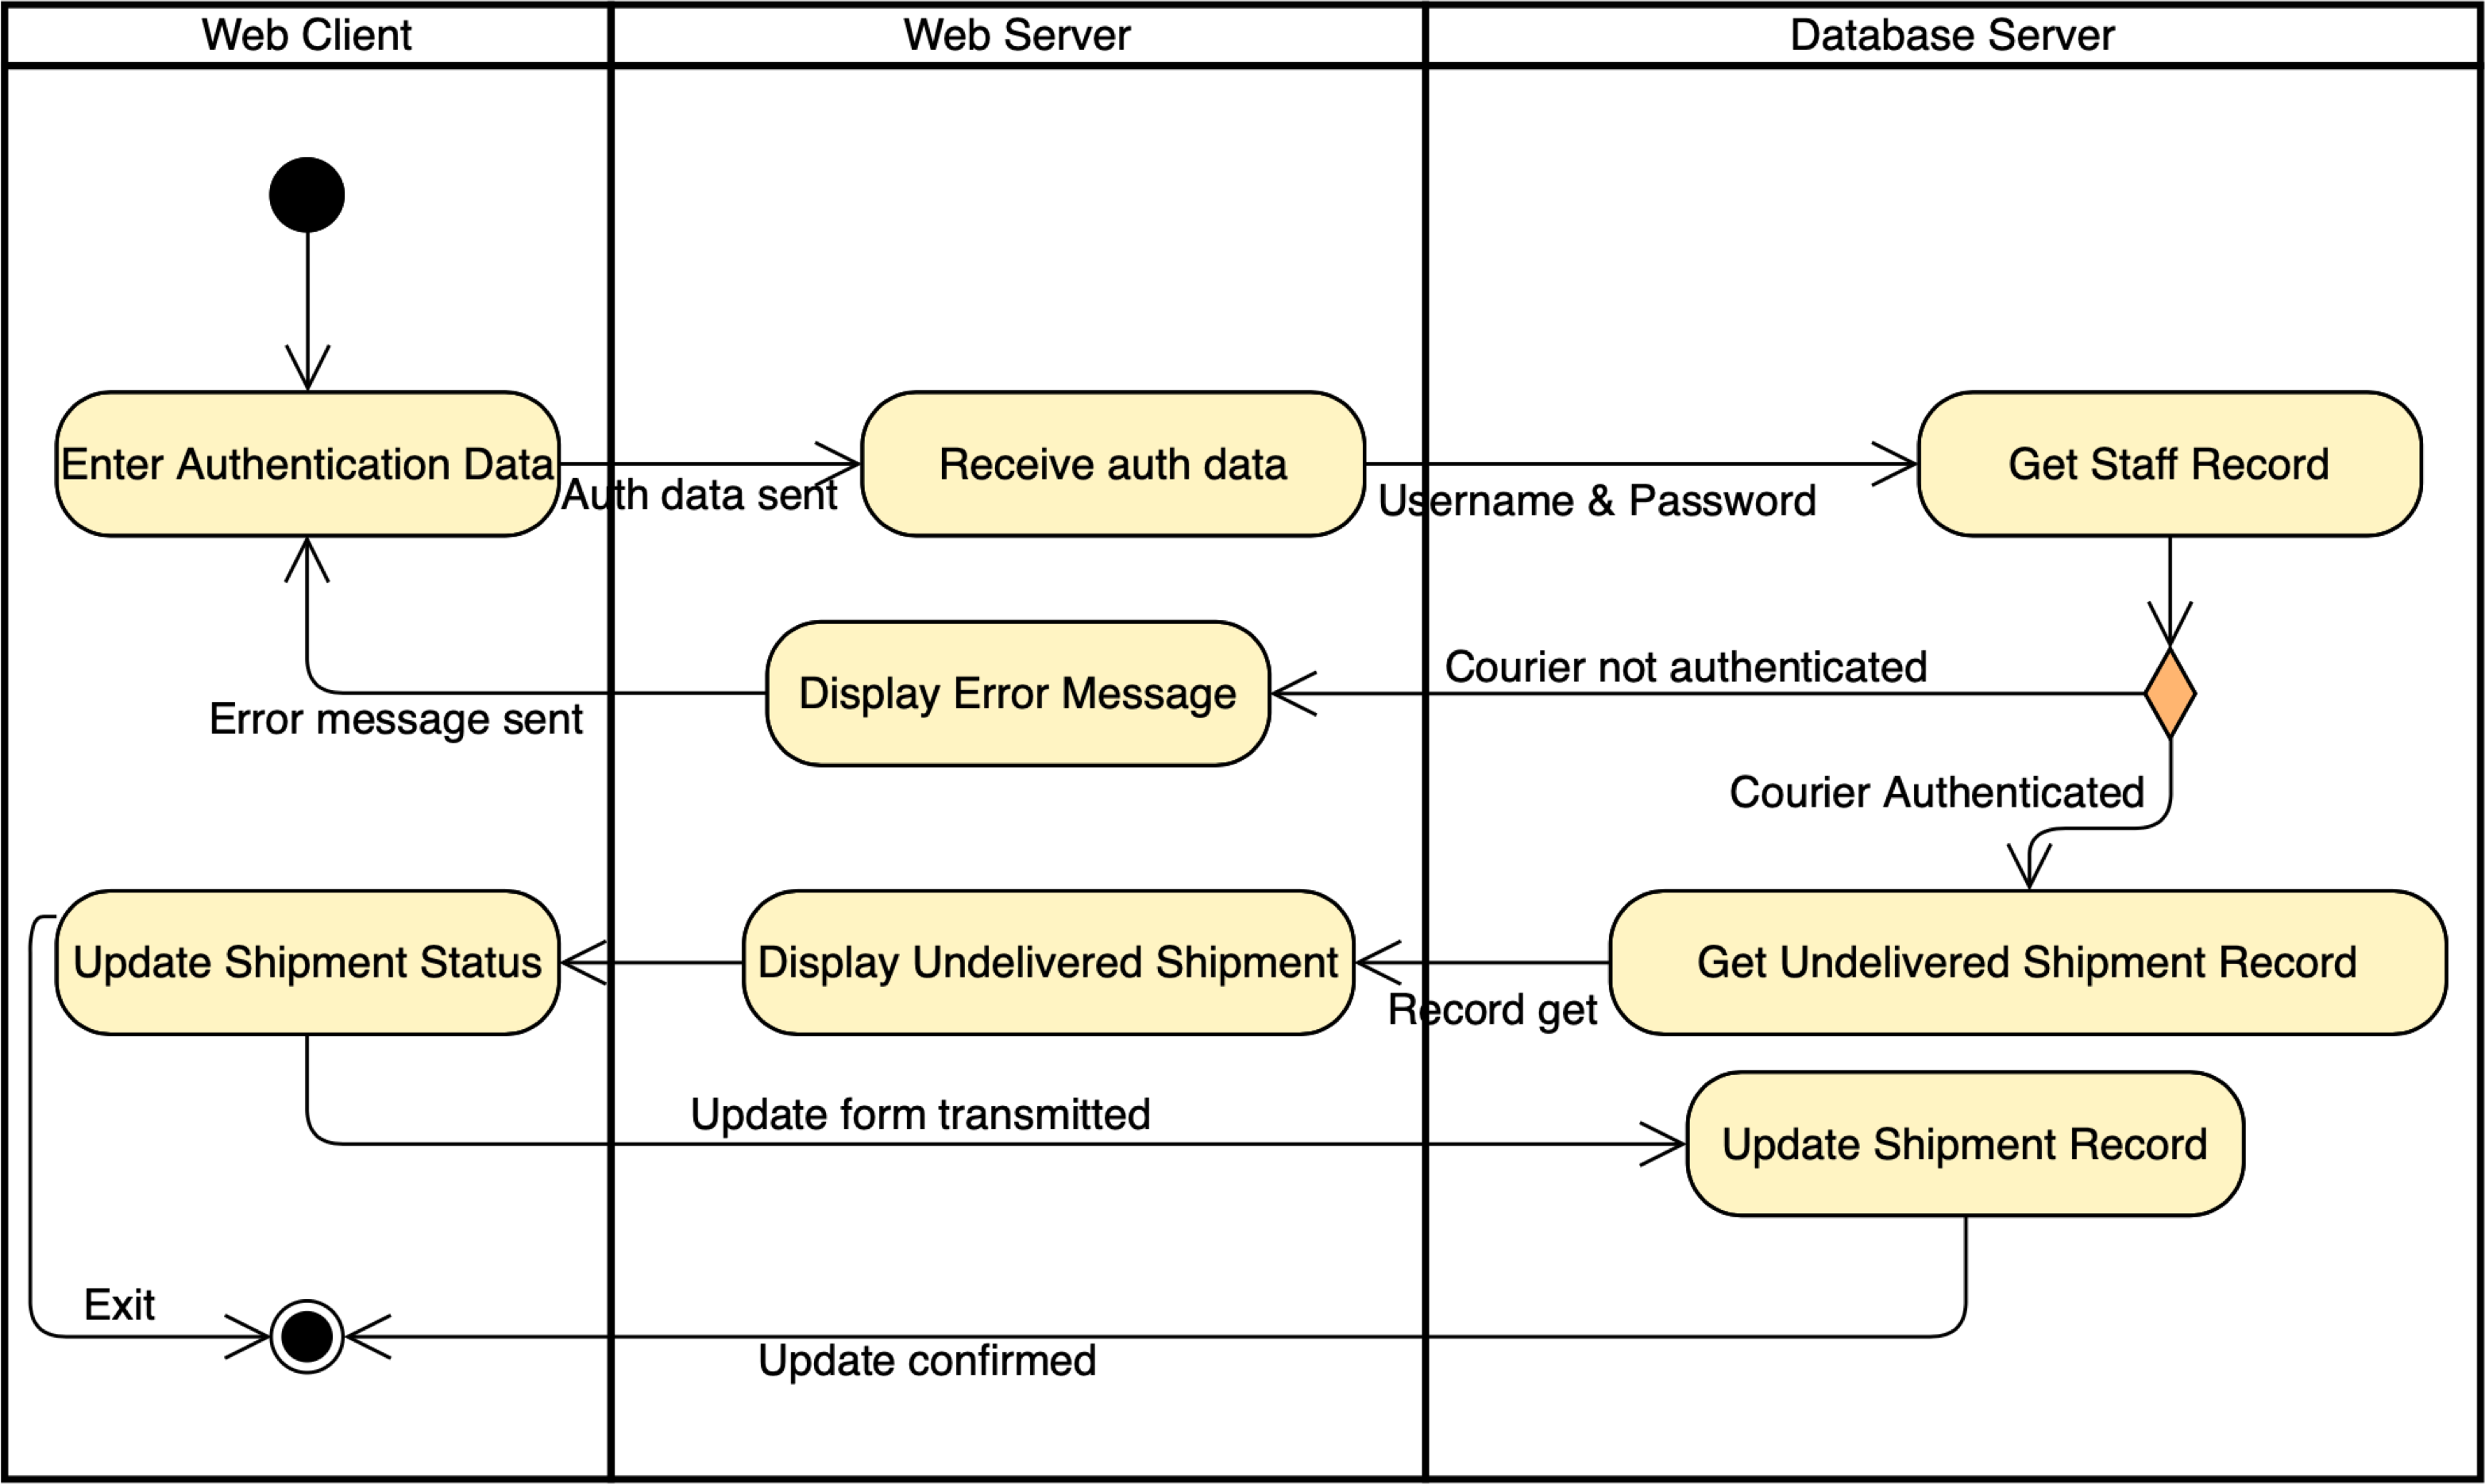 Web Client
Web Server
Database Server
Enter Authentication Data
Auth data sent
Receive auth data
Username & Password
Get Staff Record
Courier not authenticated
Display Error Message
Error message sent
Courier Authenticated
Update Shipment Status
Display Undelivered Shipment
Record get
Get Undelivered Shipment Record
Update form transmitted
Update Shipment Record
Exit
Update confirmed